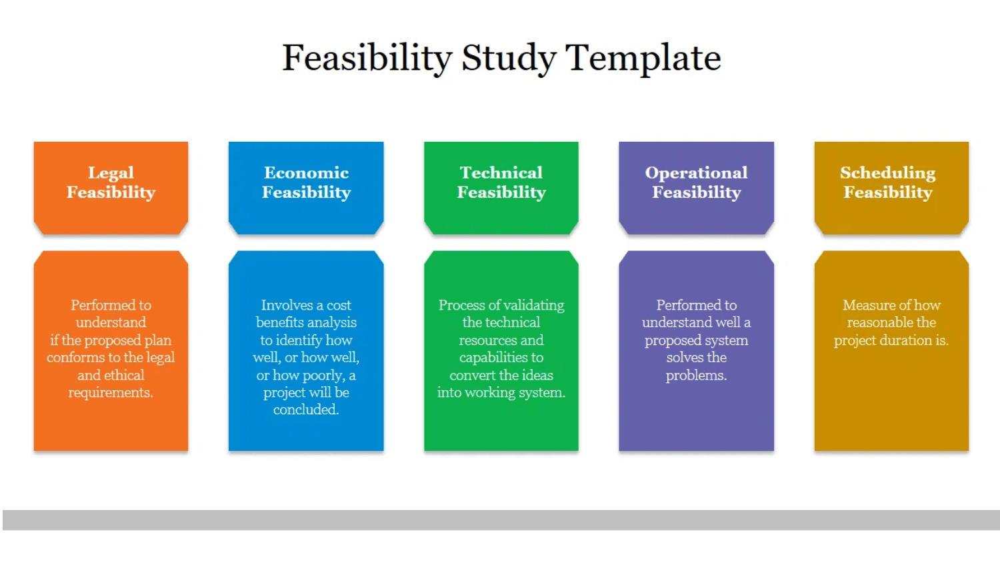 Feasibility Study Template
Legal
Feasibility
Performed to
understand
if the proposed plan
conforms to the legal
and ethical
requirements.
Economic
Feasibility
Involves a cost
benefits analysis
to identify how
well, or how well,
or how poorly, a
project will be
concluded.
Technical
Feasibility
Process of validating
the technical
resources and
capabilities to
convert the ideas
into working system.
Operational
Feasibility
Performed to
understand well a
proposed system
solves the
problems.
Scheduling
Feasibility
Measure of how
reasonable the
project duration is.